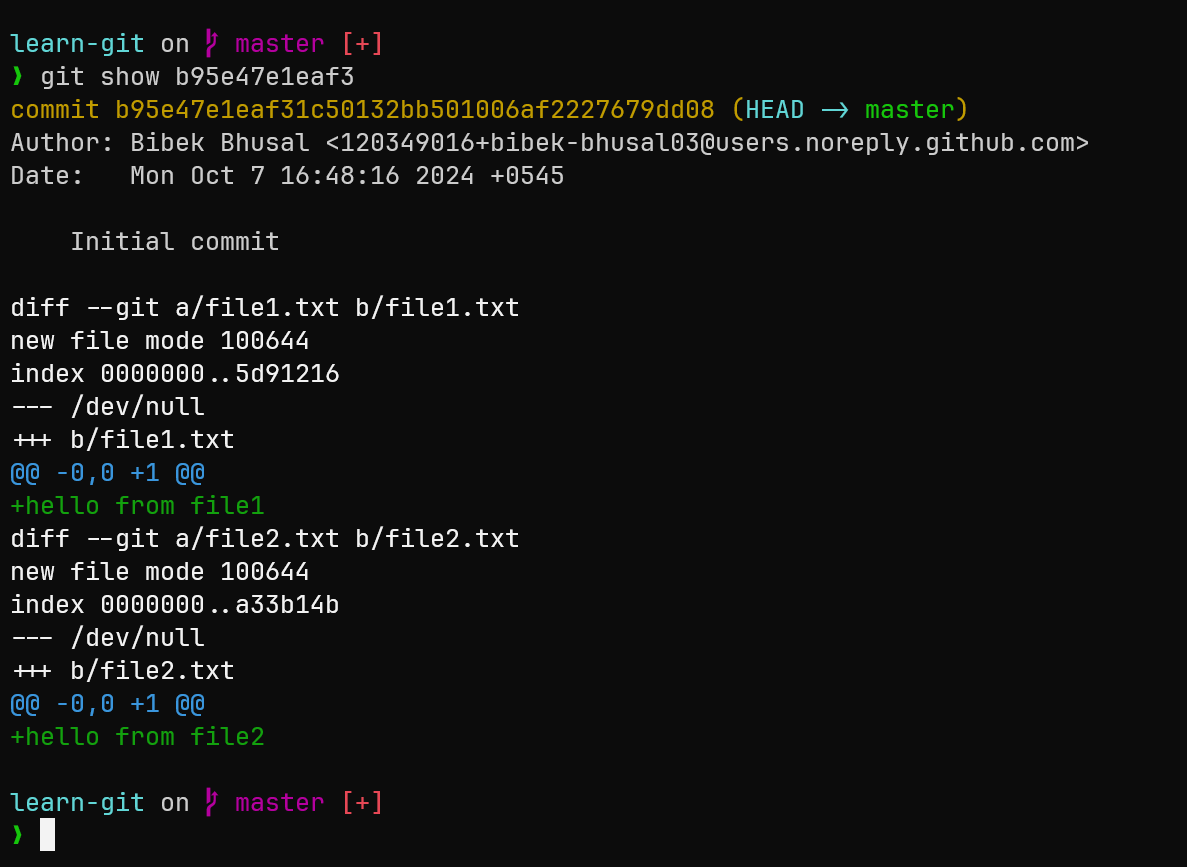 learn-git on master [+]
❯ git show b95e47e1eaf3
commit b95e47e1eaf31c50132bb501006af2227679dd08 (HEAD -> master)
Author: Bibek Bhusal <120349016+bibek-bhusal03@users.noreply.github.com>
Date:   Mon Oct 7 16:48:16 2024 +0545
    Initial commit
diff --git a/file1.txt b/file1.txt
new file mode 100644
index 0000000..5d91216
--- /dev/null
+++ b/file1.txt
@@ -0,0 +1 @@
+hello from file1
diff --git a/file2.txt b/file2.txt
new file mode 100644
index 0000000..a33b14b
--- /dev/null
+++ b/file2.txt
@@ -0,0 +1 @@
+hello from file2
learn-git on master [+]
❯